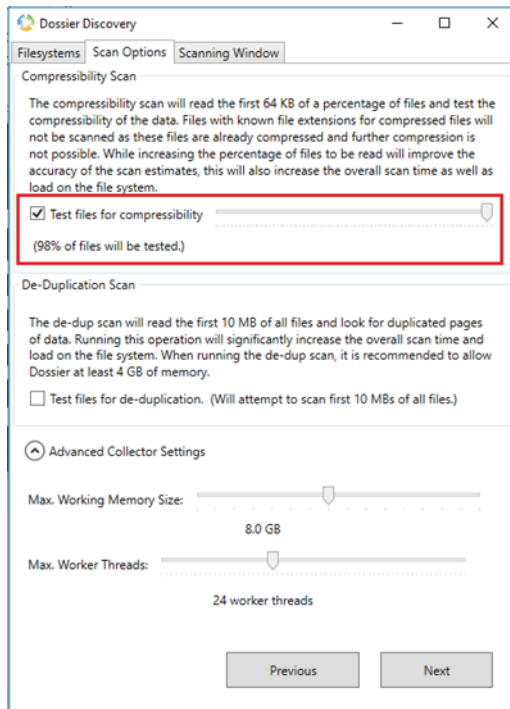 Dossier Discovery
Filesystems Scan Options Scanning Window
Compressibility Scan
The compressibility scan will read the first 64 KB of a percentage of files and test the
compressibility of the data. Files with known file extensions for compressed files will
not be scanned as these files are already compressed and further compression is
not possible. While increasing the percentage of files to be read will improve the
accuracy of the scan estimates, this will also increase the overall scan time as well as
load on the file system.
Test files for compressibility
(98% of files will be tested.)
De-Duplication Scan
The de-dup scan will read the first 10 MB of all files and look for duplicated pages
of data. Running this operation will significantly increase the overall scan time and
load on the file system. When running the de-dup scan, it is recommended to allow
Dossier at least 4 GB of memory.
Test files for de-duplication. (Will attempt to scan first 10 MBs of all files.)
Advanced Collector Settings
Max. Working Memory Size:
8.0 GB
Max. Worker Threads:
24 worker threads
Previous Next